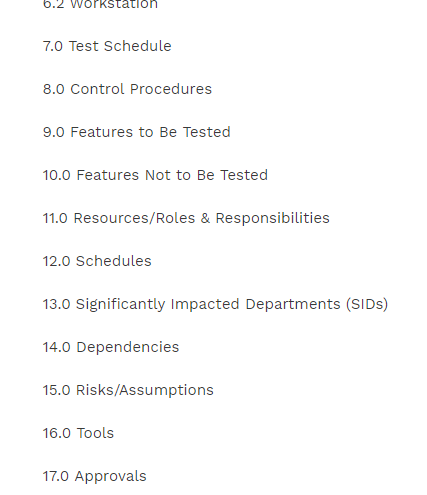 6.2 Workstation
7.0 Test Schedule
8.0 Control Procedures
9.0 Features to Be Tested
10.0 Features Not to Be Tested
11.0 Resources/Roles & Responsibilities
12.0 Schedules
13.0 Significantly Impacted Departments (SIDs)
14.0 Dependencies
15.0 Risks/Assumptions
16.0 Tools
17.0 Approvals